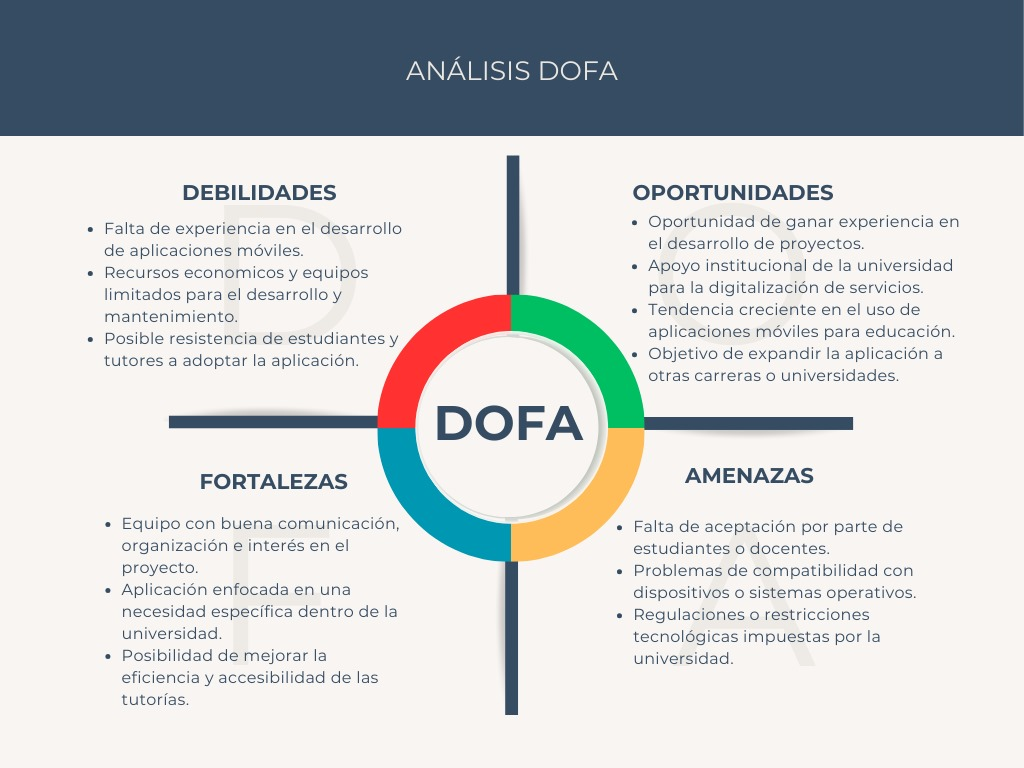 ANÁLISIS DOFA
DEBILIDADES
• Falta de experiencia en el desarrollo
de aplicaciones móviles.
• Recursos economicos y equipos
limitados para el desarrollo y
mantenimiento.
• Posible resistencia de estudiantes y
tutores a adoptar la aplicación.
OPORTUNIDADES
• Oportunidad de ganar experiencia en
el desarrollo de proyectos.
• Apoyo institucional de la universidad
para la digitalización de servicios.
• Tendencia creciente en el uso de
aplicaciones móviles para educación.
• Objetivo de expandir la aplicación a
otras carreras o universidades.
DOFA
FORTALEZAS
• Equipo con buena comunicación,
organización e interés en el
proyecto.
• Aplicación enfocada en una
necesidad específica dentro de la
universidad.
• Posibilidad de mejorar la
eficiencia y accesibilidad de las
tutorías.
AMENAZAS
• Falta de aceptación por parte de
estudiantes o docentes.
• Problemas de compatibilidad con
dispositivos o sistemas operativos.
• Regulaciones o restricciones
tecnológicas impuestas por la
universidad.
D
O
F
A